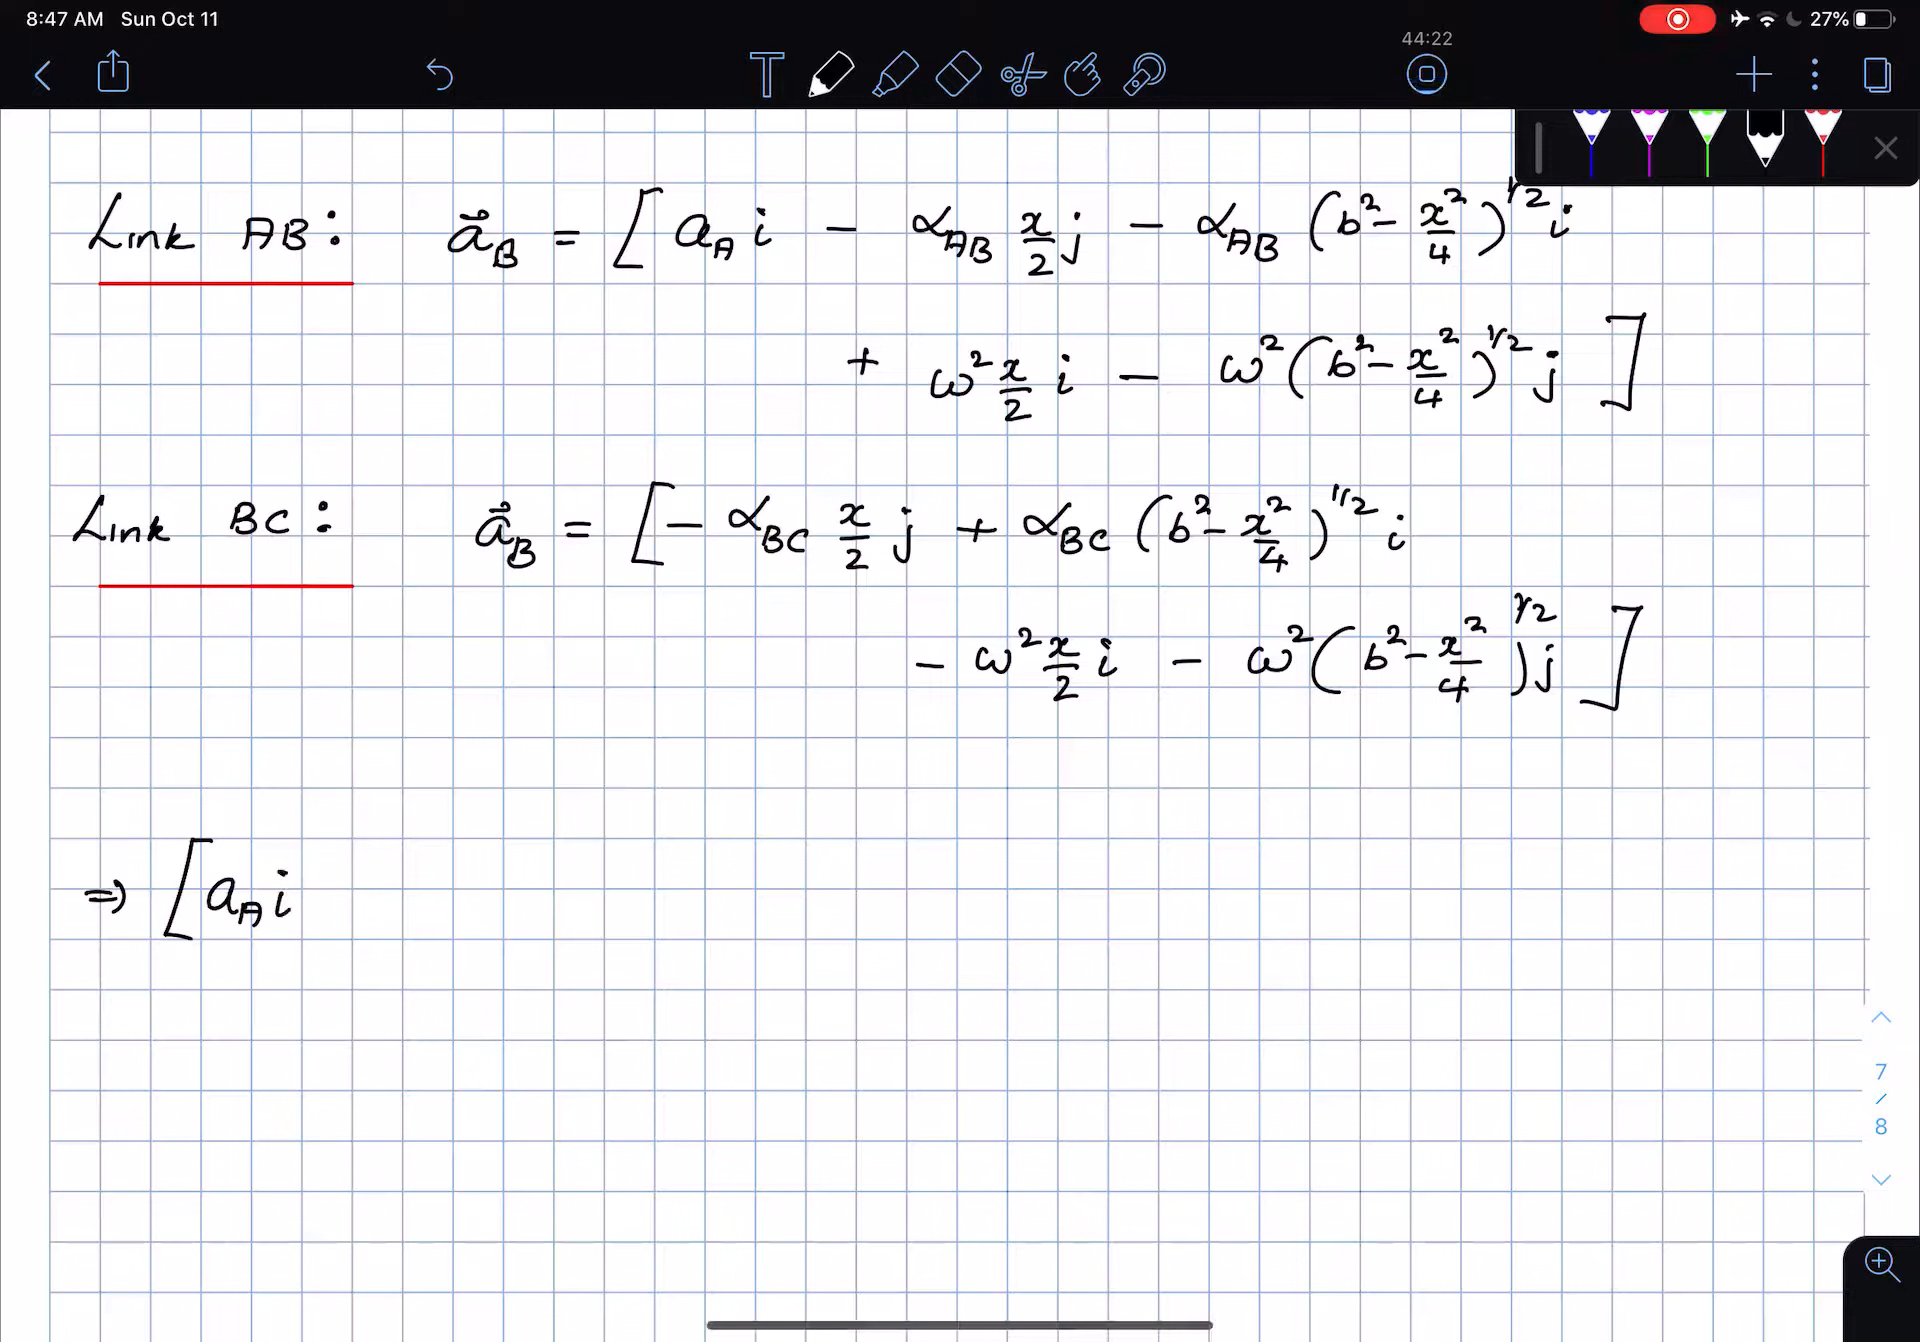 8:47 AM Sun Oct 11
27%
44:22
T
Link AB: a⃗_B = [ a_A i - α_AB x/2 j - α_AB (b² - x²/4)^1/2 i
+ ω² x/2 i - ω² (b² - x²/4)^1/2 j ]
Link BC: a⃗_B = [ - α_BC x/2 j + α_BC (b² - x²/4)^1/2 i
- ω² x/2 i - ω² (b² - x²/4)^1/2 j ]
⇒ [ a_A i
7
/
8